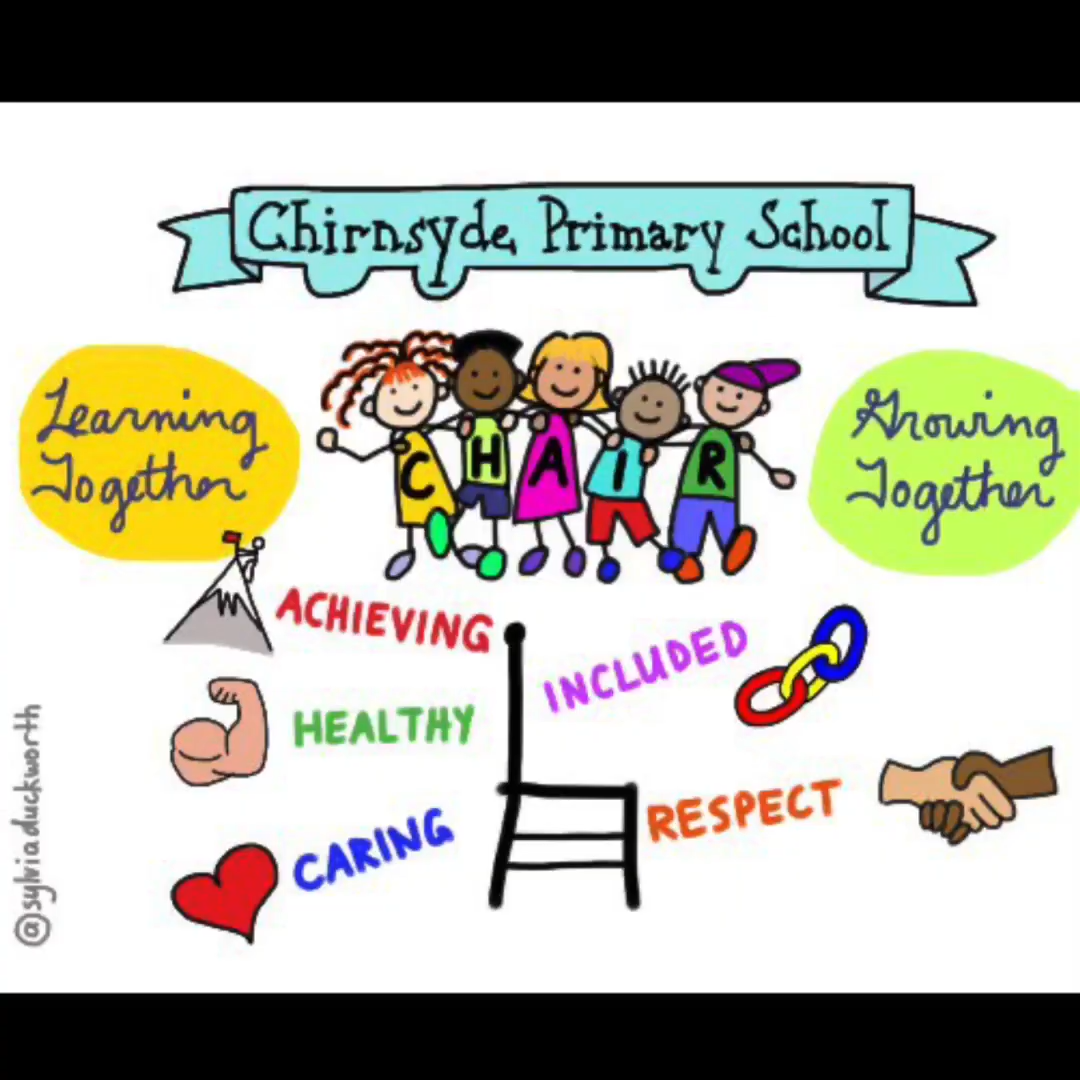 Chirnsyde Primary School
Learning
Together
Growing
Together
C H A I R
ACHIEVING
INCLUDED
HEALTHY
RESPECT
CARING
@sylviaduckworth